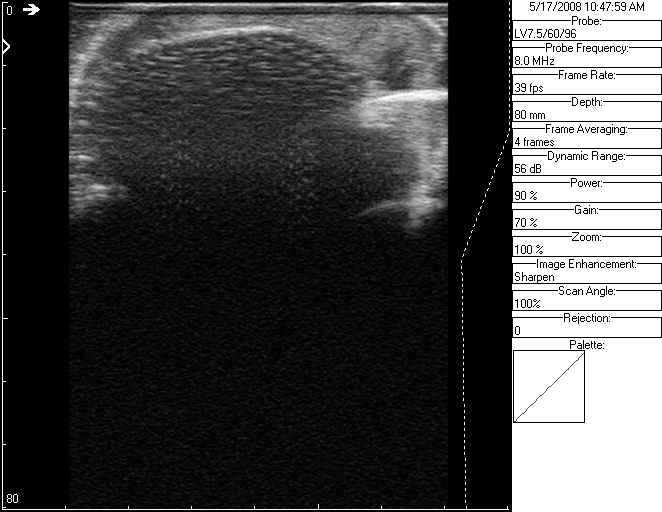 0
80
5/17/2008 10:47:59 AM
Probe:
LV7.5/60/96
Probe Frequency:
8.0 MHz
Frame Rate:
39 fps
Depth:
80 mm
Frame Averaging:
4 frames
Dynamic Range:
56 dB
Power:
90 %
Gain:
70 %
Zoom:
100 %
Image Enhancement:
Sharpen
Scan Angle:
100%
Rejection:
0
Palette: